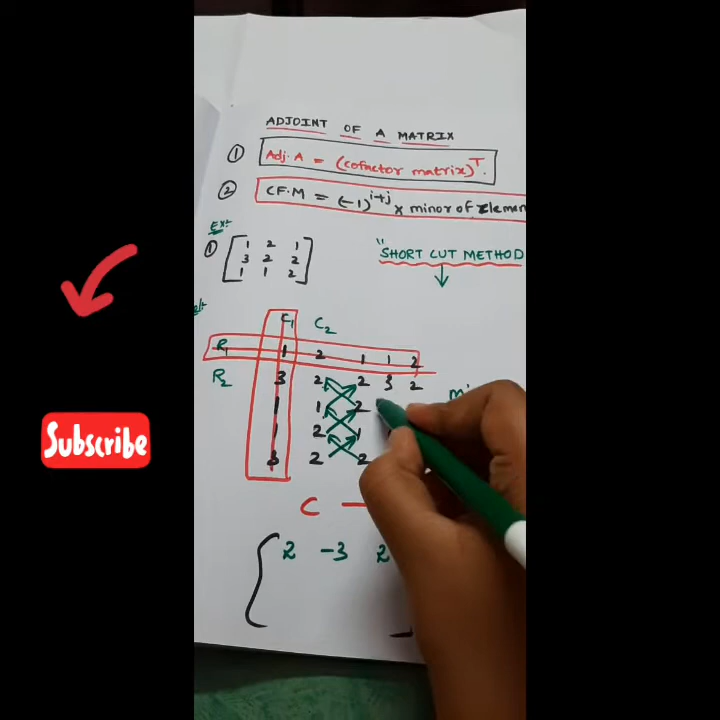 ADJOINT OF A MATRIX
① Adj. A = (cofactor matrix)^T.
② CF.M = (-1)^{i+j} x minor of Elemen
Ex:-
① [1 2 1
3 2 2
1 1 2]
"SHORT CUT METHOD
C1 C2
R1 1 2 1 1 2
R2 3 2 2 3 2
1 1 2
1 2 1
3 2 2
C —
2 -3 2
Subscribe